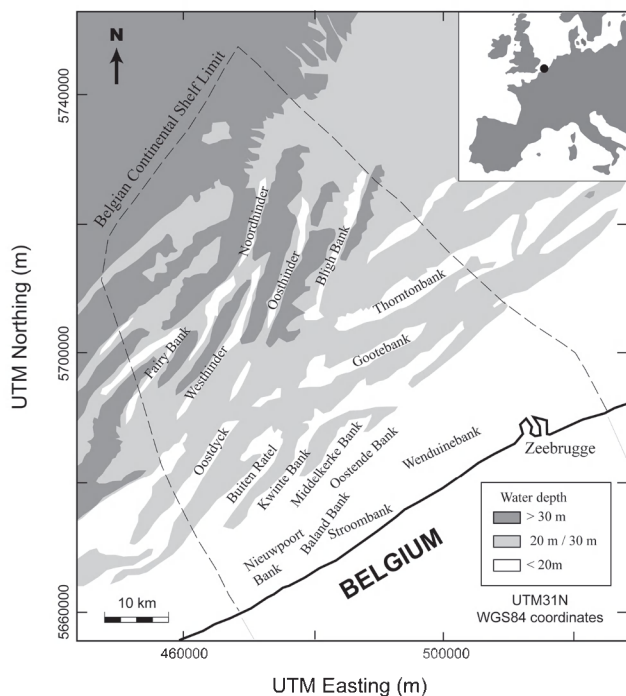 N
Belgian Continental Shelf Limit
5740000
5700000
5660000
UTM Northing (m)
Noordhinder
Oosthinder
Bligh Bank
Thorntonbank
Fairy Bank
Westhinder
Gootebank
Oostdyck
Buiten Ratel
Kwinte Bank
Middelkerke Bank
Oostende Bank
Wenduinebank
Zeebrugge
Nieuwpoort
Bank
Baland Bank
Stroombank
BELGIUM
Water depth
> 30 m
20 m / 30 m
< 20m
UTM31N
WGS84 coordinates
10 km
460000
500000
UTM Easting (m)